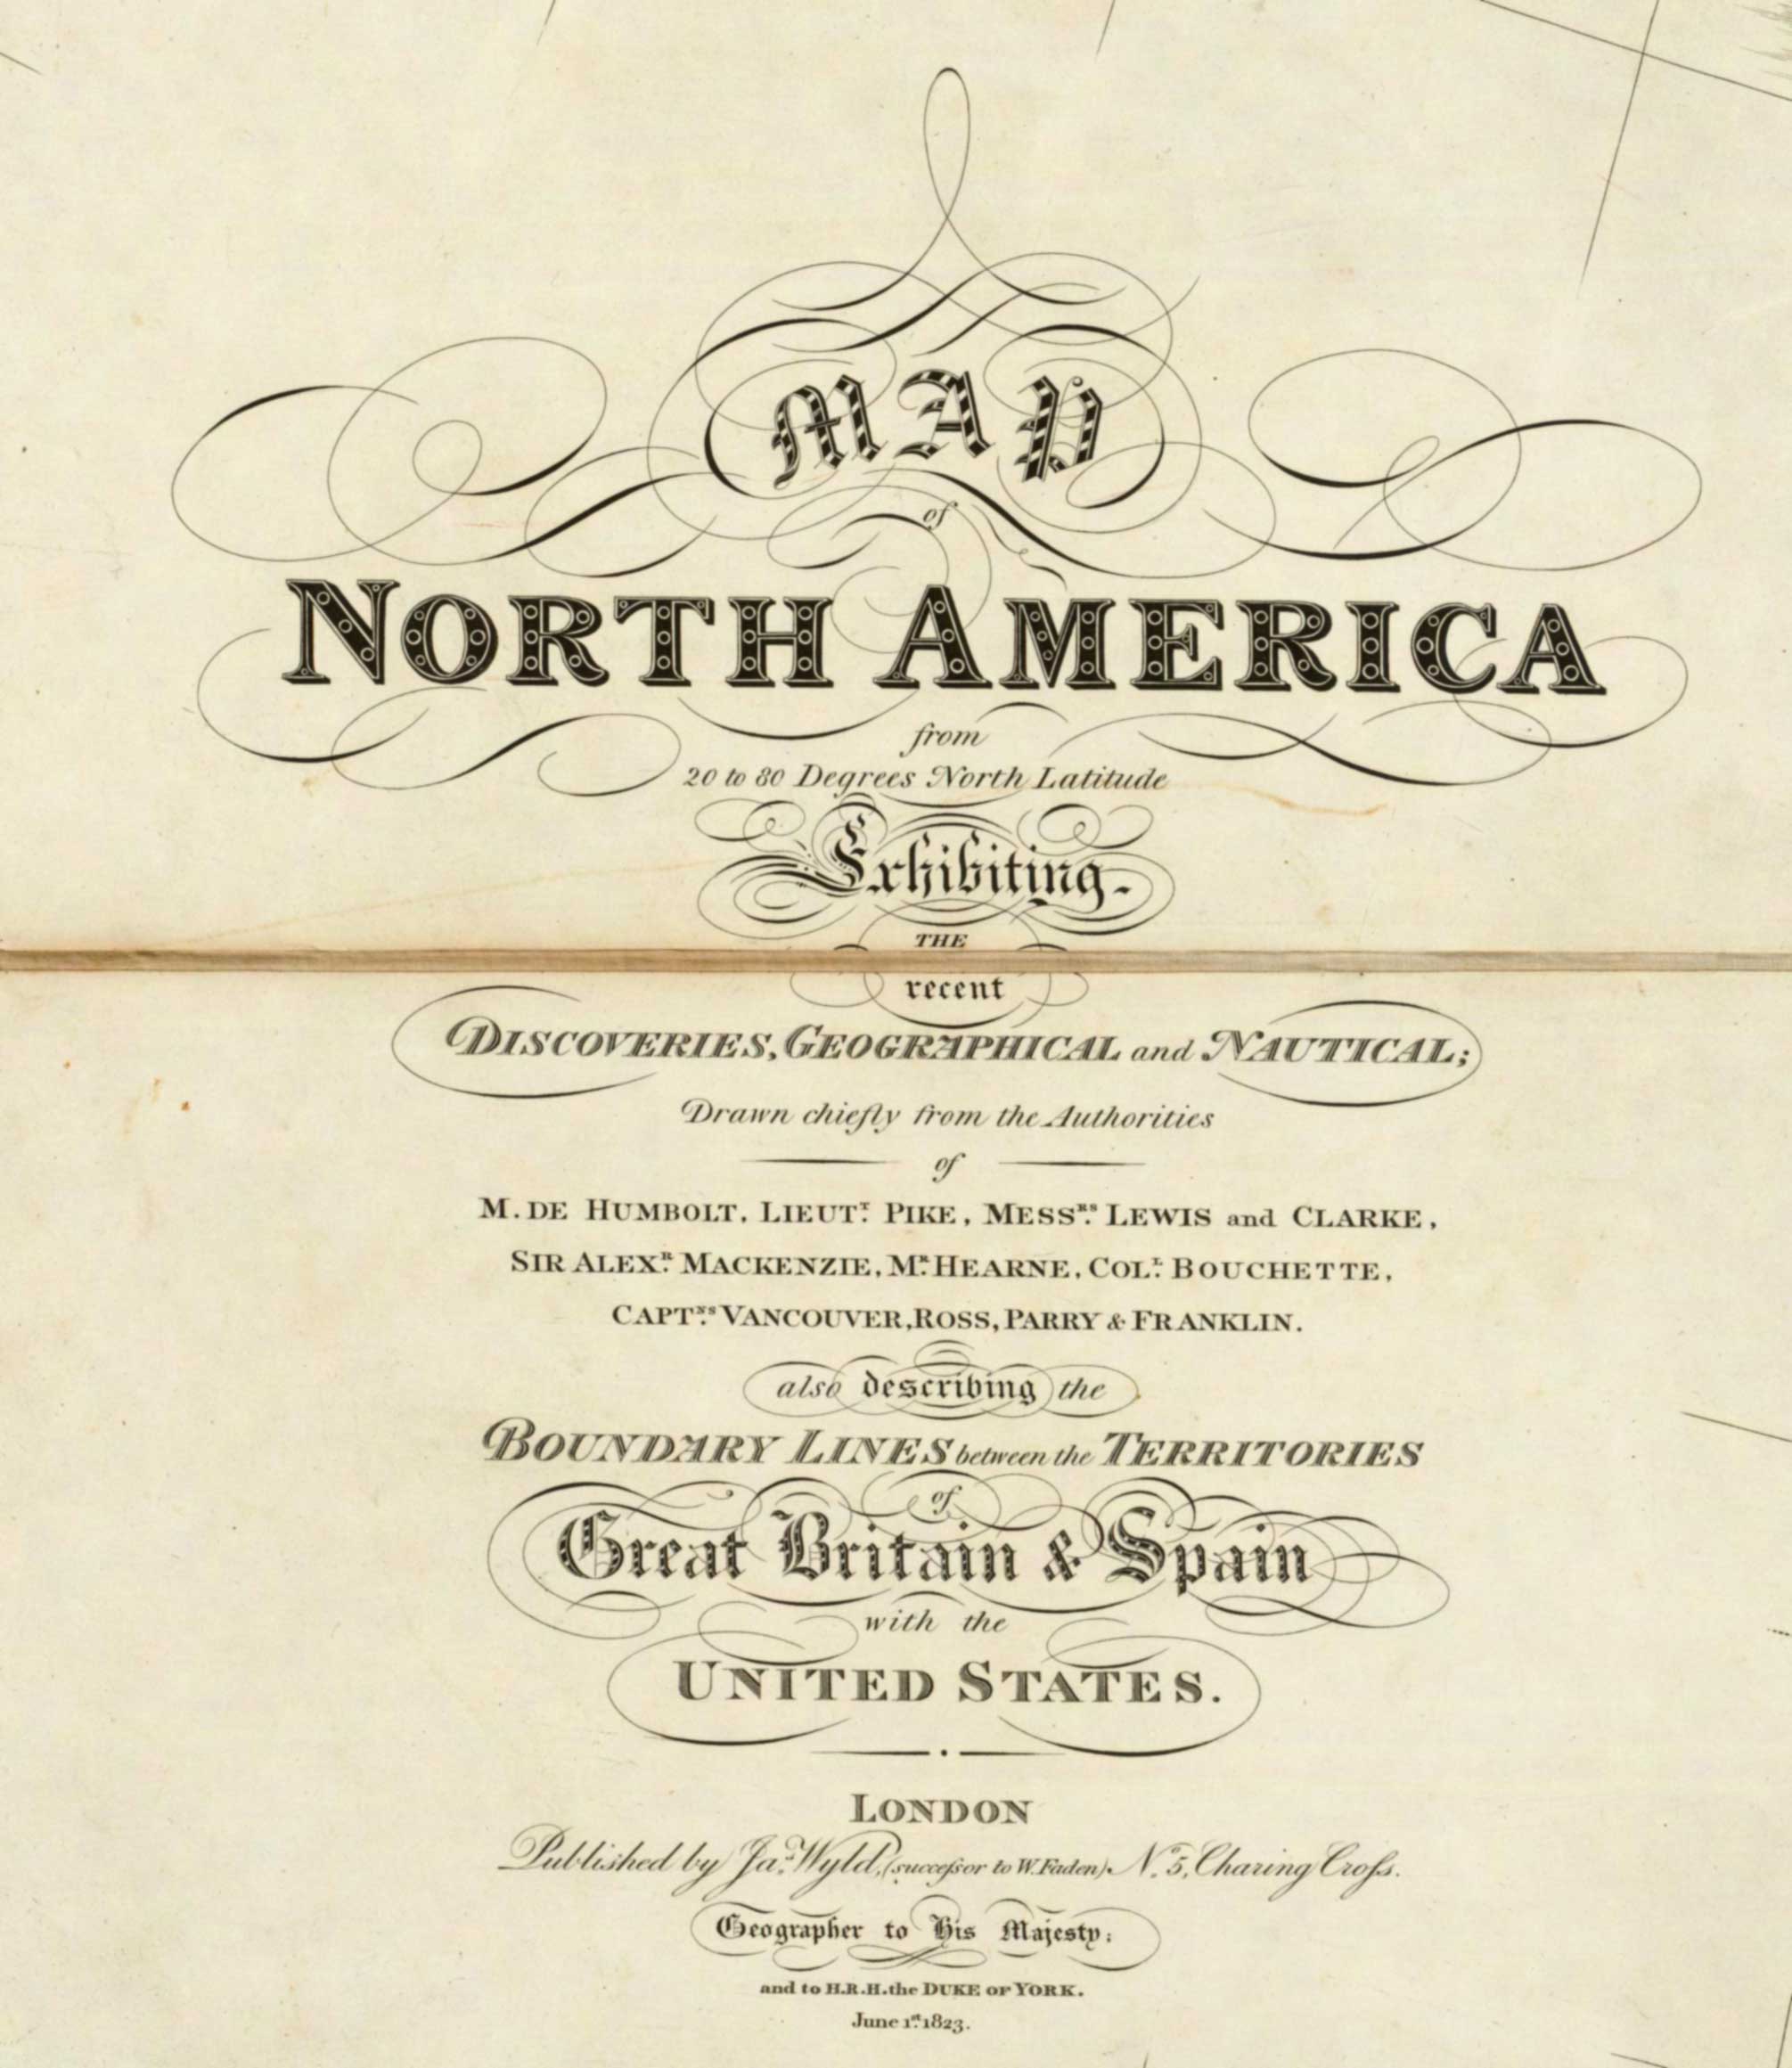 MAP
of
NORTH AMERICA
from
20 to 80 Degrees North Latitude
Exhibiting
THE
recent
DISCOVERIES, GEOGRAPHICAL and NAUTICAL;
Drawn chiefly from the Authorities
of
M. DE HUMBOLT, LIEUT.T PIKE, MESS.RS LEWIS and CLARKE,
SIR ALEX.R MACKENZIE, M.R HEARNE, COL.L BOUCHETTE,
CAPT.NS VANCOUVER, ROSS, PARRY & FRANKLIN.
also describing the
BOUNDARY LINES between the TERRITORIES
of
Great Britain & Spain
with the
UNITED STATES.
LONDON
Published by Ja.s Wyld, (succeſsor to W. Faden) N.o 5, Charing Croſs.
Geographer to His Majesty;
and to H.R.H. the DUKE OF YORK.
June 1.st 1823.